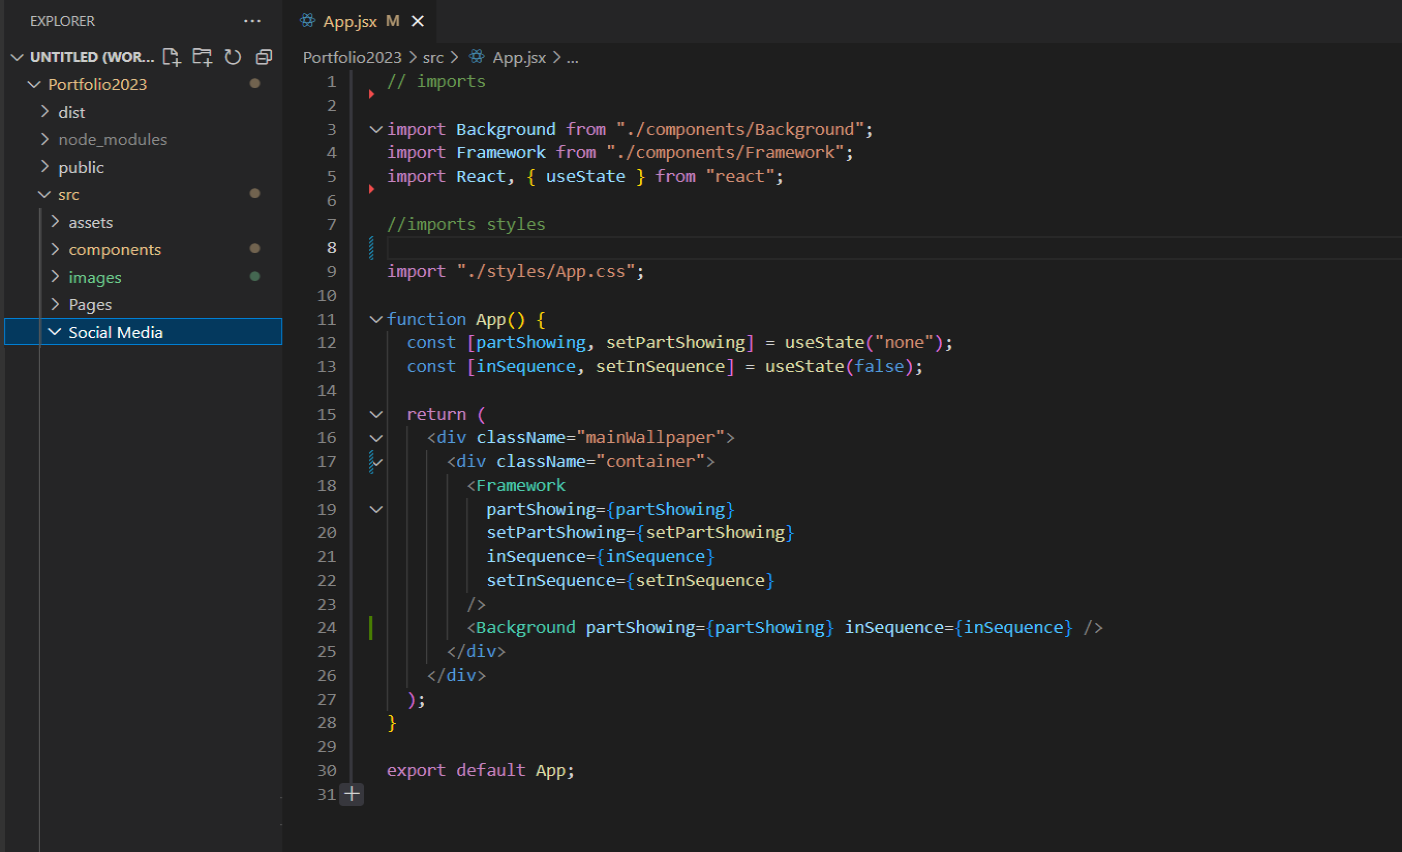 EXPLORER ...
UNTITLED (WOR...
Portfolio2023
dist
node_modules
public
src
assets
components
images
Pages
Social Media
App.jsx M
Portfolio2023 > src > App.jsx > ...
1 // imports
2
3 import Background from "./components/Background";
4 import Framework from "./components/Framework";
5 import React, { useState } from "react";
6
7 //imports styles
8
9 import "./styles/App.css";
10
11 function App() {
12 const [partShowing, setPartShowing] = useState("none");
13 const [inSequence, setInSequence] = useState(false);
14
15 return (
16 <div className="mainWallpaper">
17 <div className="container">
18 <Framework
19 partShowing={partShowing}
20 setPartShowing={setPartShowing}
21 inSequence={inSequence}
22 setInSequence={setInSequence}
23 />
24 <Background partShowing={partShowing} inSequence={inSequence} />
25 </div>
26 </div>
27 );
28 }
29
30 export default App;
31